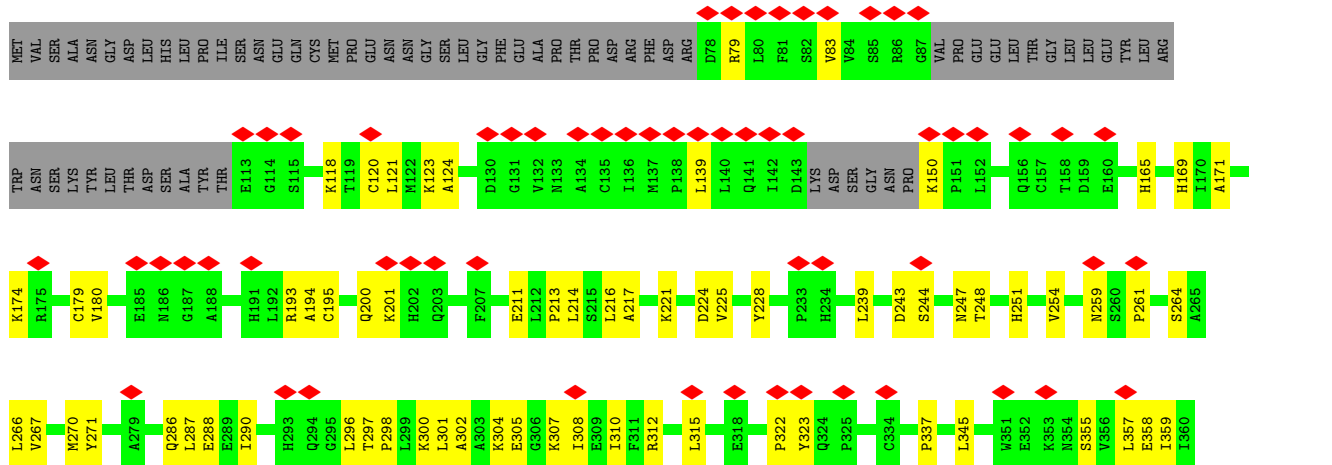 MET VAL SER ALA ASN GLY ASP LEU HIS LEU PRO ILE SER ASN GLU GLN CYS MET PRO GLU ASN ASN GLY SER LEU GLY PHE GLU ALA PRO THR PRO ASP ARG PHE ASP ARG D78 R79 L80 F81 S82 V83 V84 S85 R86 G87 VAL PRO GLU GLU LEU THR GLY LEU LEU GLU TYR LEU ARG
TRP ASN SER LYS TYR LEU THR ASP SER ALA TYR THR E113 G114 S115 K118 T119 C120 L121 M122 K123 A124 D130 G131 V132 N133 A134 C135 I136 M137 P138 L139 L140 Q141 I142 D143 LYS ASP SER GLY ASN PRO K150 P151 L152 Q156 C157 T158 D159 E160 H165 H169 I170 A171
K174 R175 C179 V180 E185 N186 G187 A188 H191 L192 R193 A194 C195 Q200 K201 H202 Q203 F207 E211 L212 P213 L214 S215 L216 A217 K221 D224 V225 Y228 P233 H234 L239 D243 S244 N247 T248 H251 V254 N259 S260 P261 S264 A265
L266 V267 M270 Y271 A279 Q286 L287 E288 E289 I290 H293 Q294 G295 L296 T297 P298 L299 K300 L301 A302 A303 K304 E305 G306 K307 I308 E309 I310 F311 R312 L315 E318 P322 Y323 Q324 P325 C334 P337 L345 W351 E352 K353 N354 S355 V356 L357 E358 I359 I360